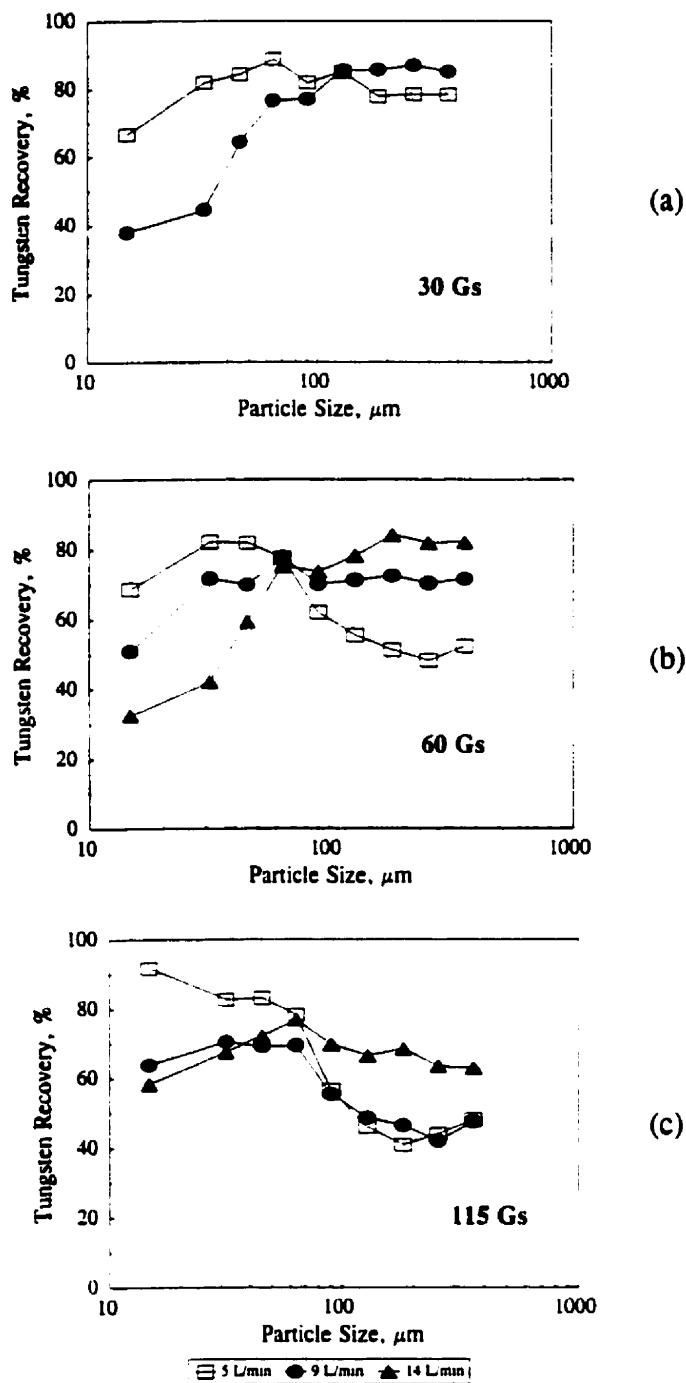 100
80
60
40
20
0
10
100
1000
Tungsten Recovery, %
Particle Size, μm
30 Gs
(a)
100
80
60
40
20
0
10
100
1000
Tungsten Recovery, %
Particle Size, μm
60 Gs
(b)
100
80
60
40
20
0
10
100
1000
Tungsten Recovery, %
Particle Size, μm
115 Gs
(c)
5 L/min 9 L/min 14 L/min